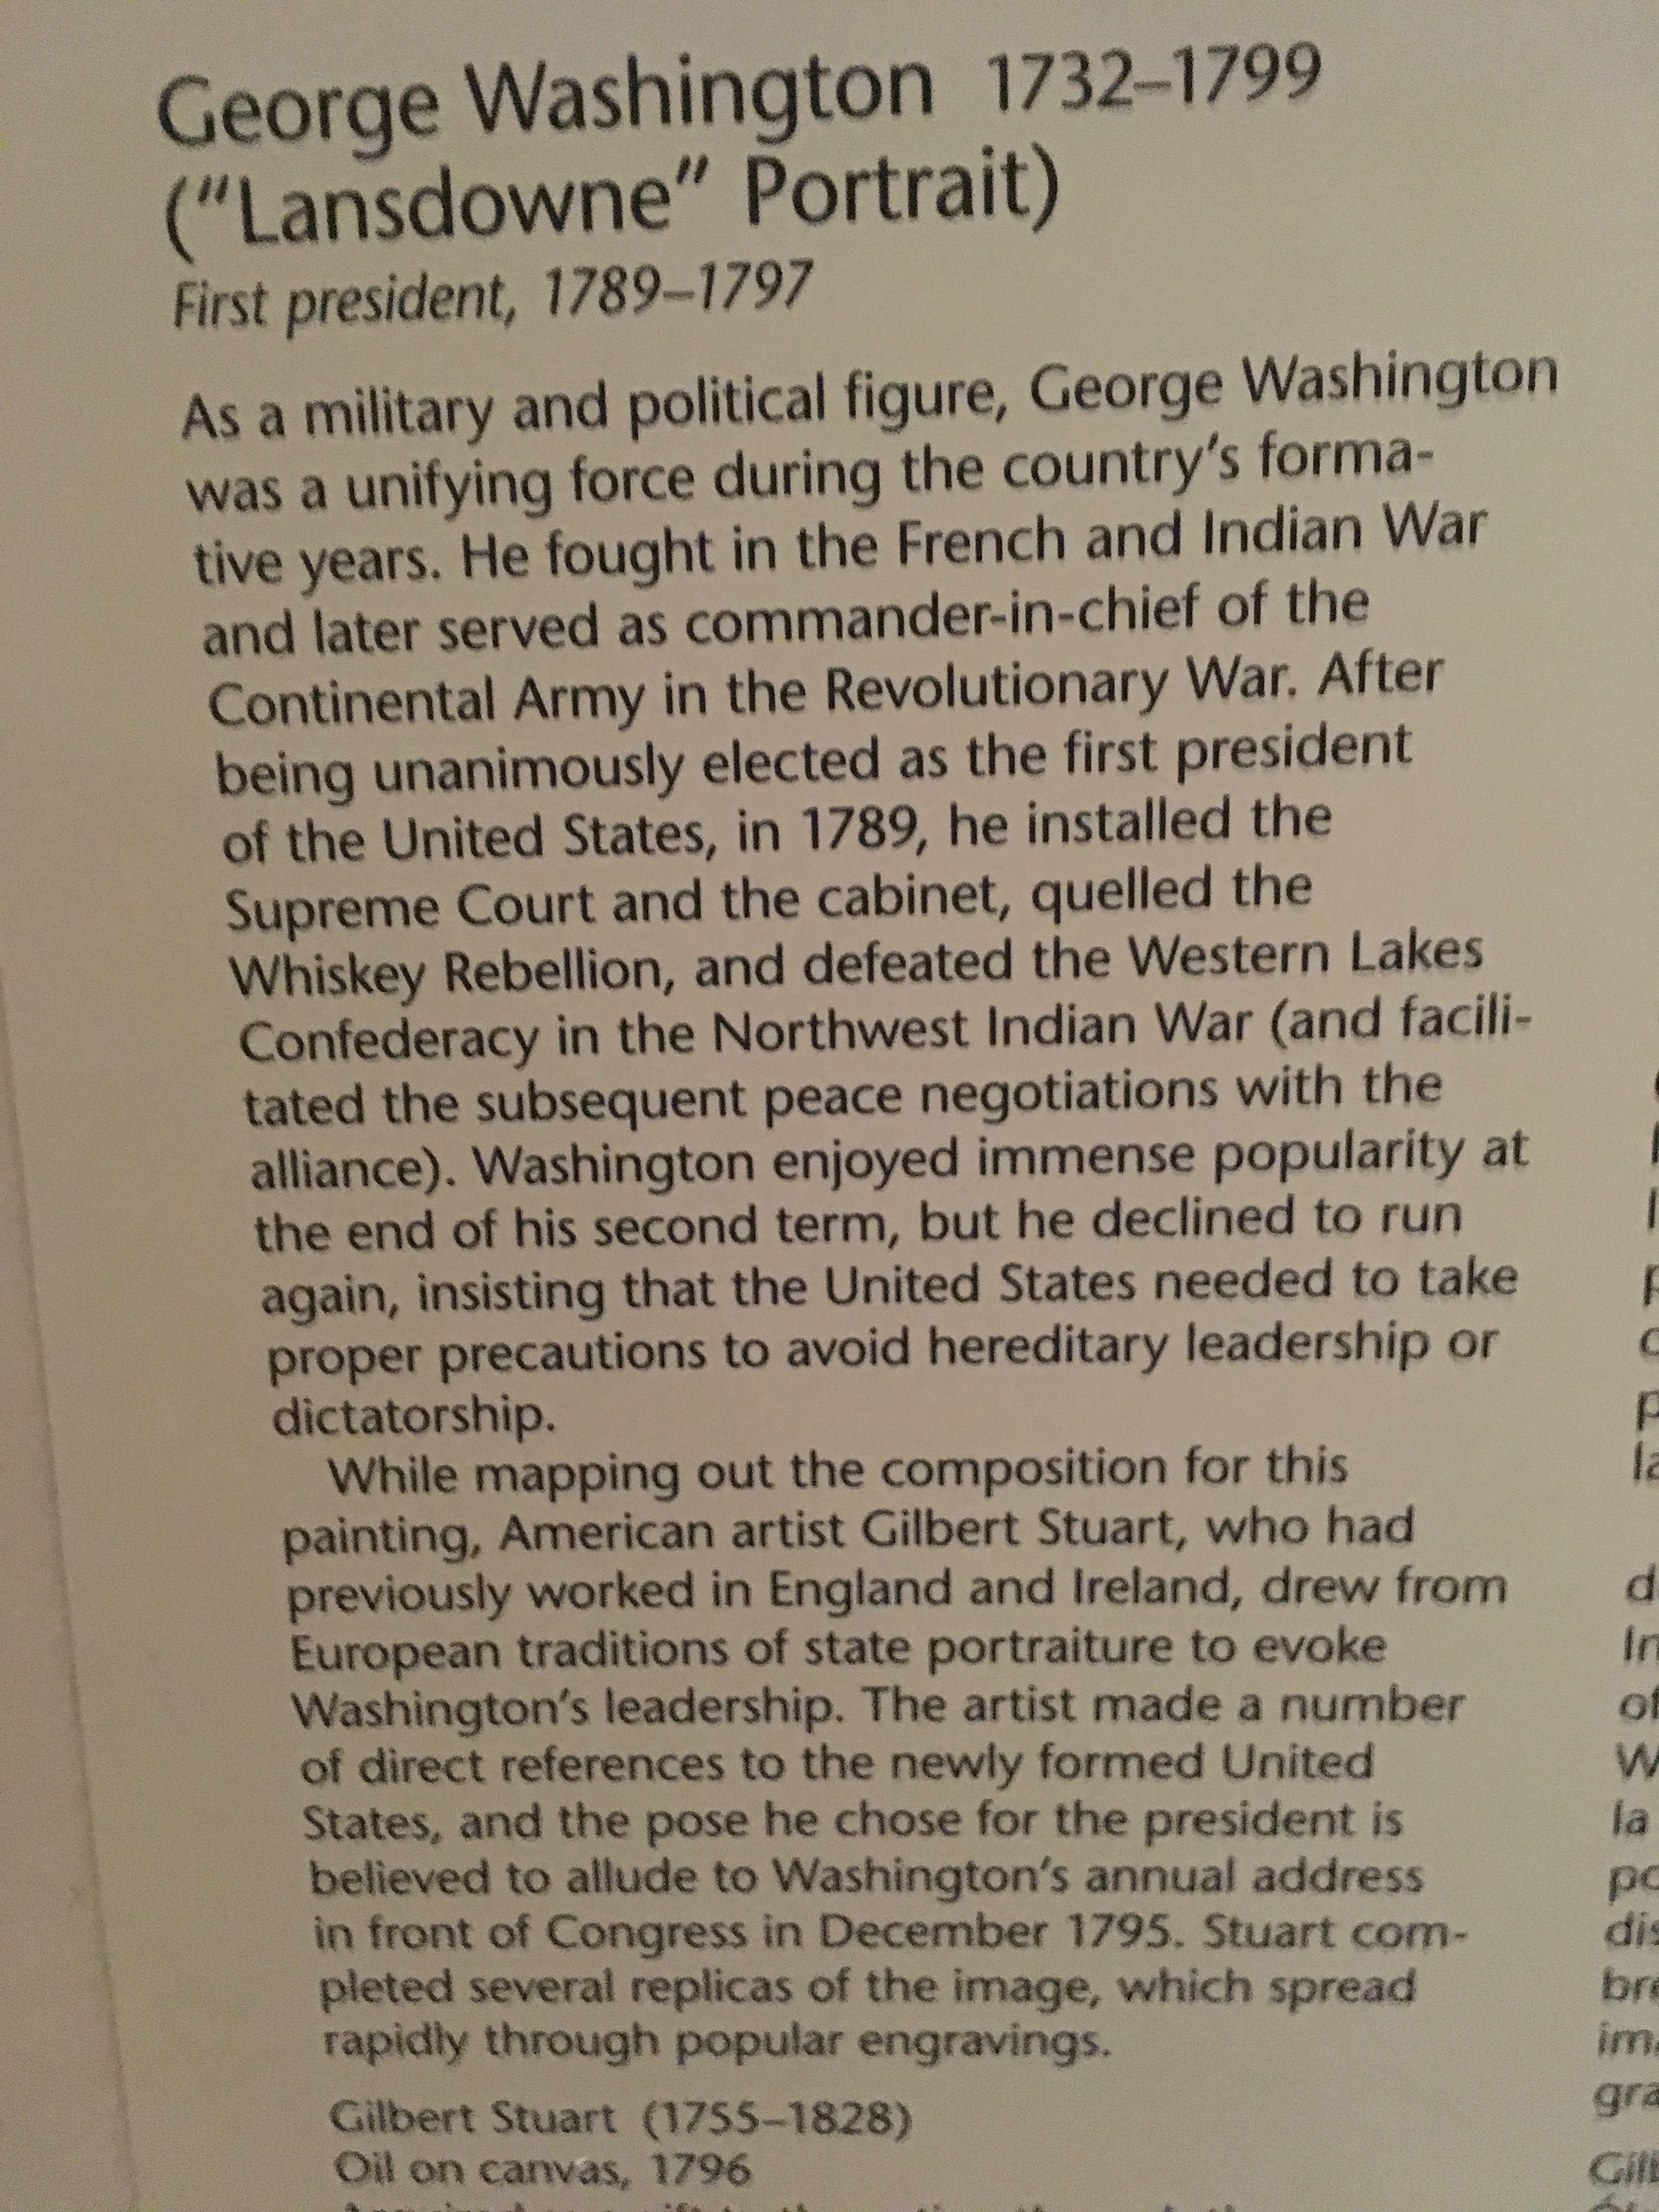 George Washington 1732–1799
("Lansdowne" Portrait)
First president, 1789–1797
As a military and political figure, George Washington
was a unifying force during the country's forma-
tive years. He fought in the French and Indian War
and later served as commander-in-chief of the
Continental Army in the Revolutionary War. After
being unanimously elected as the first president
of the United States, in 1789, he installed the
Supreme Court and the cabinet, quelled the
Whiskey Rebellion, and defeated the Western Lakes
Confederacy in the Northwest Indian War (and facili-
tated the subsequent peace negotiations with the
alliance). Washington enjoyed immense popularity at
the end of his second term, but he declined to run
again, insisting that the United States needed to take
proper precautions to avoid hereditary leadership or
dictatorship.
While mapping out the composition for this
painting, American artist Gilbert Stuart, who had
previously worked in England and Ireland, drew from
European traditions of state portraiture to evoke
Washington's leadership. The artist made a number
of direct references to the newly formed United
States, and the pose he chose for the president is
believed to allude to Washington's annual address
in front of Congress in December 1795. Stuart com-
pleted several replicas of the image, which spread
rapidly through popular engravings.
Gilbert Stuart (1755–1828)
Oil on canvas, 1796